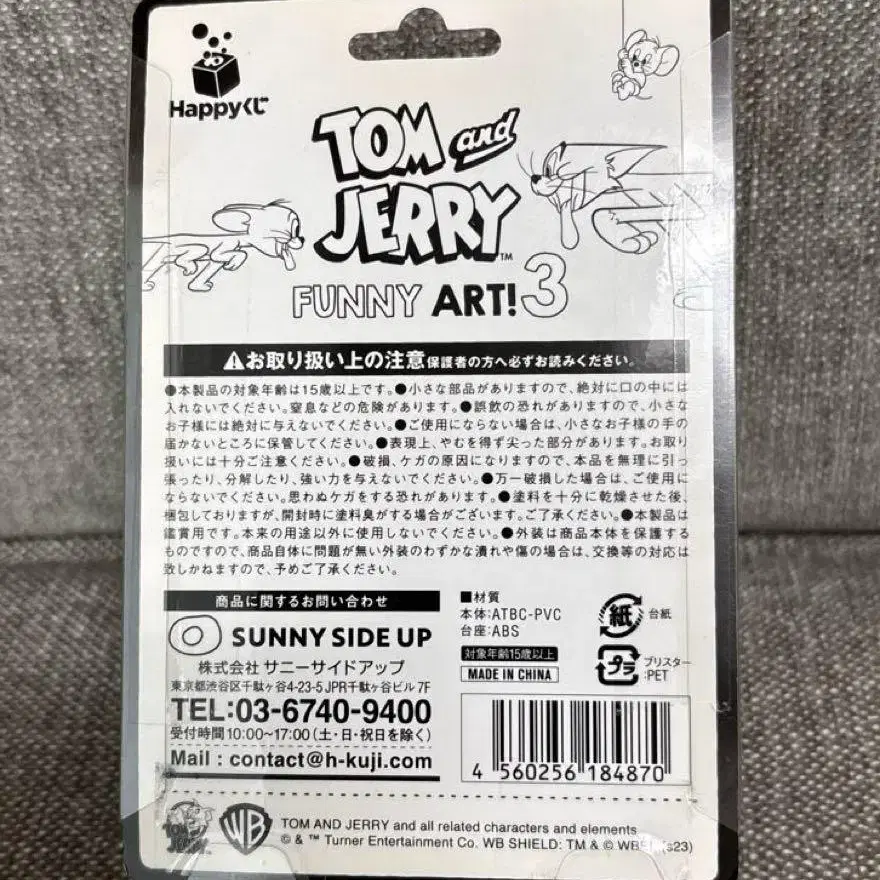 Happyくじ
TOM and
JERRY™
FUNNY ART!3
⚠お取り扱い上の注意 保護者の方へ必ずお読みください。
●本製品の対象年齢は15歳以上です。●小さな部品がありますので、絶対に口の中には
入れないでください。窒息などの危険があります。●誤飲の恐れがありますので、小さな
お子様には絶対に与えないでください。●ご使用にならない場合は、小さなお子様の手の
届かないところに保管してください。●表現上、やむを得ず尖った部分があります。お取り
扱いには十分ご注意ください。●破損、ケガの原因になりますので、本品を無理に引っ
張ったり、分解したり、強い力を与えないでください。●万一破損した場合は、ご使用に
ならないでください。思わぬケガをする恐れがあります。●塗料を十分に乾燥させた後、
梱包しておりますが、開封時に塗料臭がする場合がございます。ご了承ください。●本製品は
鑑賞用です。本来の用途以外に使用しないでください。●外装は商品本体を保護する
ものですので、商品自体に問題が無い外装のわずかな潰れや傷の場合は、交換等の対応は
致しかねますので、予めご了承ください。
商品に関するお問い合わせ
SUNNY SIDE UP
株式会社 サニーサイドアップ
東京都渋谷区千駄ヶ谷4-23-5 JPR千駄ヶ谷ビル 7F
TEL:03-6740-9400
受付時間10:00~17:00(土・日・祝日を除く)
Mail : contact@h-kuji.com
■材質
本体:ATBC-PVC
台座:ABS
対象年齢15歳以上
MADE IN CHINA
紙 台紙
プラ ブリスター
:PET
4 560256 184870
TOM and JERRY
WB
TOM AND JERRY and all related characters and elements
© & ™ Turner Entertainment Co. WB SHIELD: TM & © WBE s23)